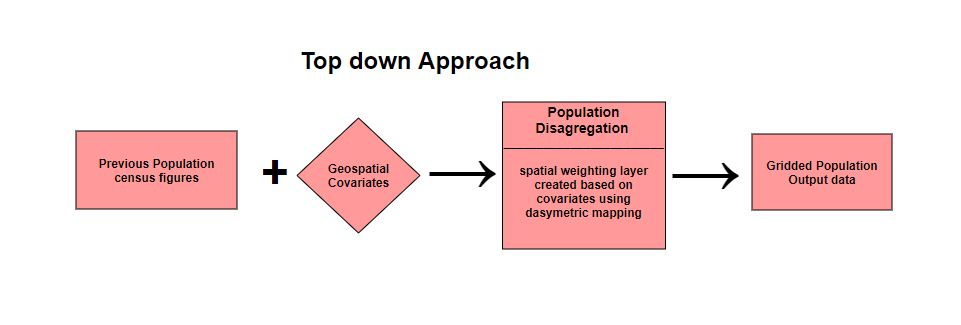 Top down Approach
Previous Population
census figures
+
Geospatial
Covariates
Population
Disagregation
spatial weighting layer
created based on
covariates using
dasymetric mapping
Gridded Population
Output data